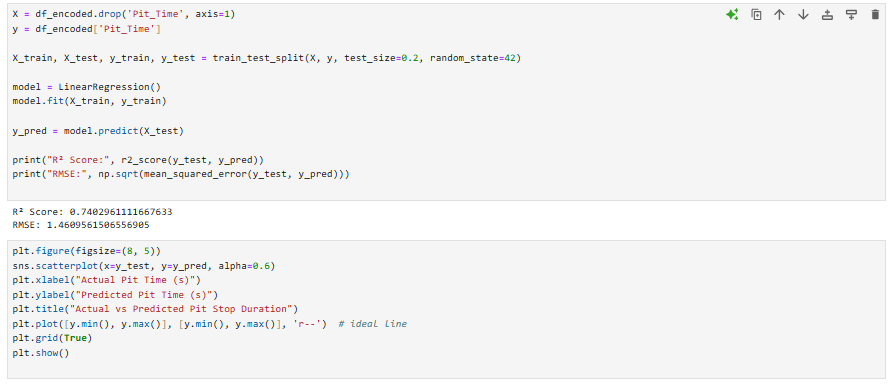 X = df_encoded.drop('Pit_Time', axis=1)
y = df_encoded['Pit_Time']
X_train, X_test, y_train, y_test = train_test_split(X, y, test_size=0.2, random_state=42)
model = LinearRegression()
model.fit(X_train, y_train)
y_pred = model.predict(X_test)
print("R² Score:", r2_score(y_test, y_pred))
print("RMSE:", np.sqrt(mean_squared_error(y_test, y_pred)))
R² Score: 0.7402961111667633
RMSE: 1.4609561506556905
plt.figure(figsize=(8, 5))
sns.scatterplot(x=y_test, y=y_pred, alpha=0.6)
plt.xlabel("Actual Pit Time (s)")
plt.ylabel("Predicted Pit Time (s)")
plt.title("Actual vs Predicted Pit Stop Duration")
plt.plot([y.min(), y.max()], [y.min(), y.max()], 'r--')  # ideal line
plt.grid(True)
plt.show()